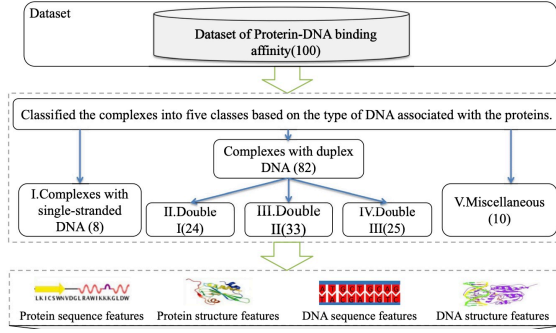 Dataset
Dataset of Proterin-DNA binding
affinity(100)
Classified the complexes into five classes based on the type of DNA associated with the proteins.
Complexes with duplex
DNA (82)
I.Complexes with
single-stranded
DNA (8)
II.Double
I(24)
III.Double
II(33)
IV.Double
III(25)
V.Miscellaneous
(10)
LKICSWNVDGLRAWIKKKGLDW
Protein sequence features
Protein structure features
DNA sequence features
DNA structure features